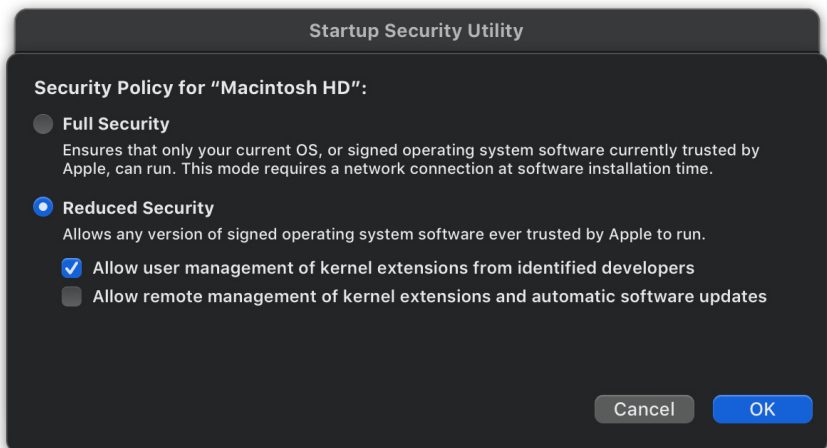 Startup Security Utility
Security Policy for “Macintosh HD”:
Full Security
Ensures that only your current OS, or signed operating system software currently trusted by
Apple, can run. This mode requires a network connection at software installation time.
Reduced Security
Allows any version of signed operating system software ever trusted by Apple to run.
Allow user management of kernel extensions from identified developers
Allow remote management of kernel extensions and automatic software updates
Cancel
OK